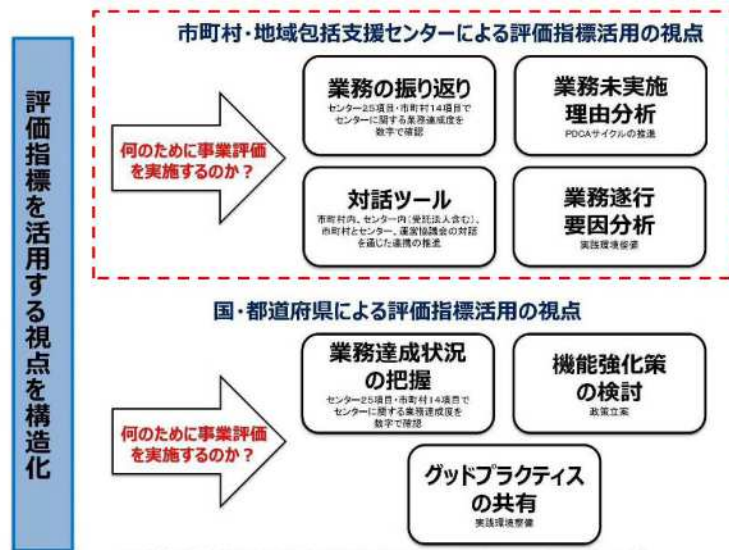 評価指標を活用する視点を構造化
市町村・地域包括支援センターによる評価指標活用の視点
何のために事業評価
を実施するのか？
業務の振り返り
センター25項目・市町村14項目で
センターに関する業務達成度を
数字で確認
業務未実施
理由分析
PDCAサイクルの推進
対話ツール
市町村内、センター内（受託法人含む）、
市町村とセンター、運営協議会の対話
を通じた連携の推進
業務遂行
要因分析
実践環境整備
国・都道府県による評価指標活用の視点
何のために事業評価
を実施するのか？
業務達成状況
の把握
センター25項目・市町村14項目で
センターに関する業務達成度を
数字で確認
機能強化策
の検討
政策立案
グッドプラクティス
の共有
実践環境整備